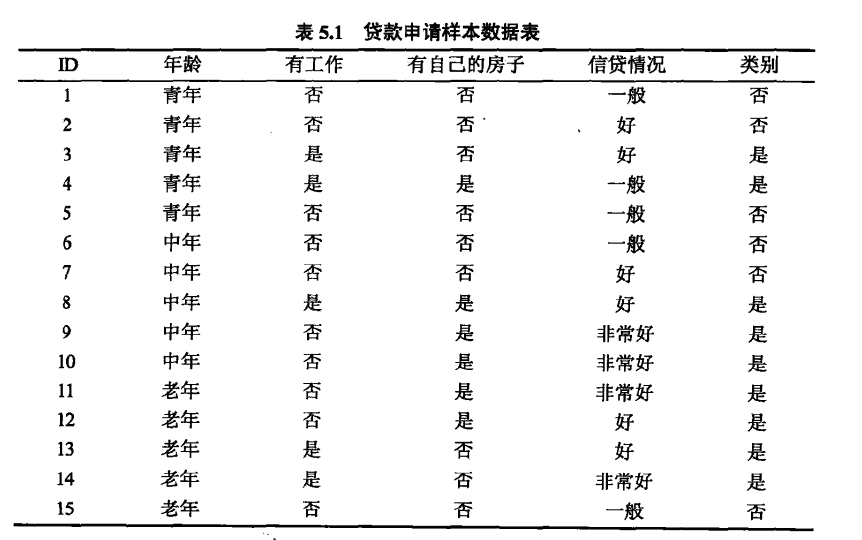 表 5.1 贷款申请样本数据表
ID 年龄 有工作 有自己的房子 信贷情况 类别
1 青年 否 否 一般 否
2 青年 否 否 好 否
3 青年 是 否 好 是
4 青年 是 是 一般 是
5 青年 否 否 一般 否
6 中年 否 否 一般 否
7 中年 否 否 好 否
8 中年 是 是 好 是
9 中年 否 是 非常好 是
10 中年 否 是 非常好 是
11 老年 否 是 非常好 是
12 老年 否 是 好 是
13 老年 是 否 好 是
14 老年 是 否 非常好 是
15 老年 否 否 一般 否